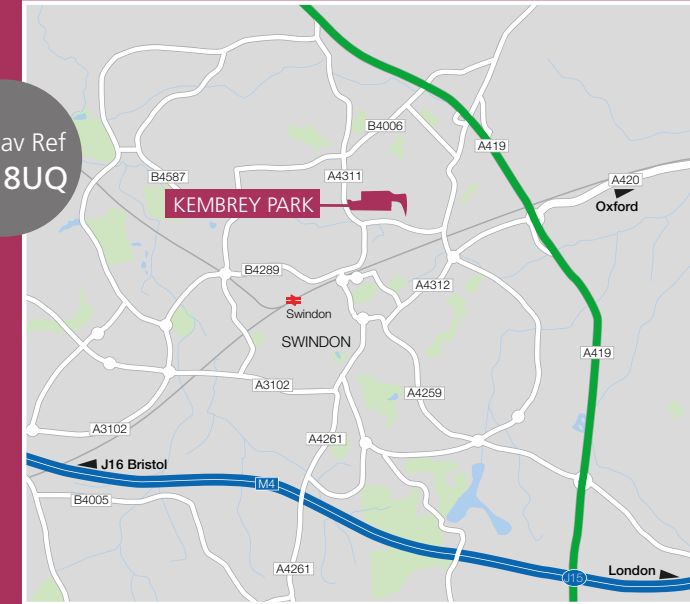 B4006
A419
av Ref
8UQ
B4587
A4311
A420
Oxford
KEMBREY PARK
B4289
A4312
Swindon
SWINDON
A419
A3102
A4259
A3102
A4261
J16 Bristol
M4
B4005
A4261
J15
London